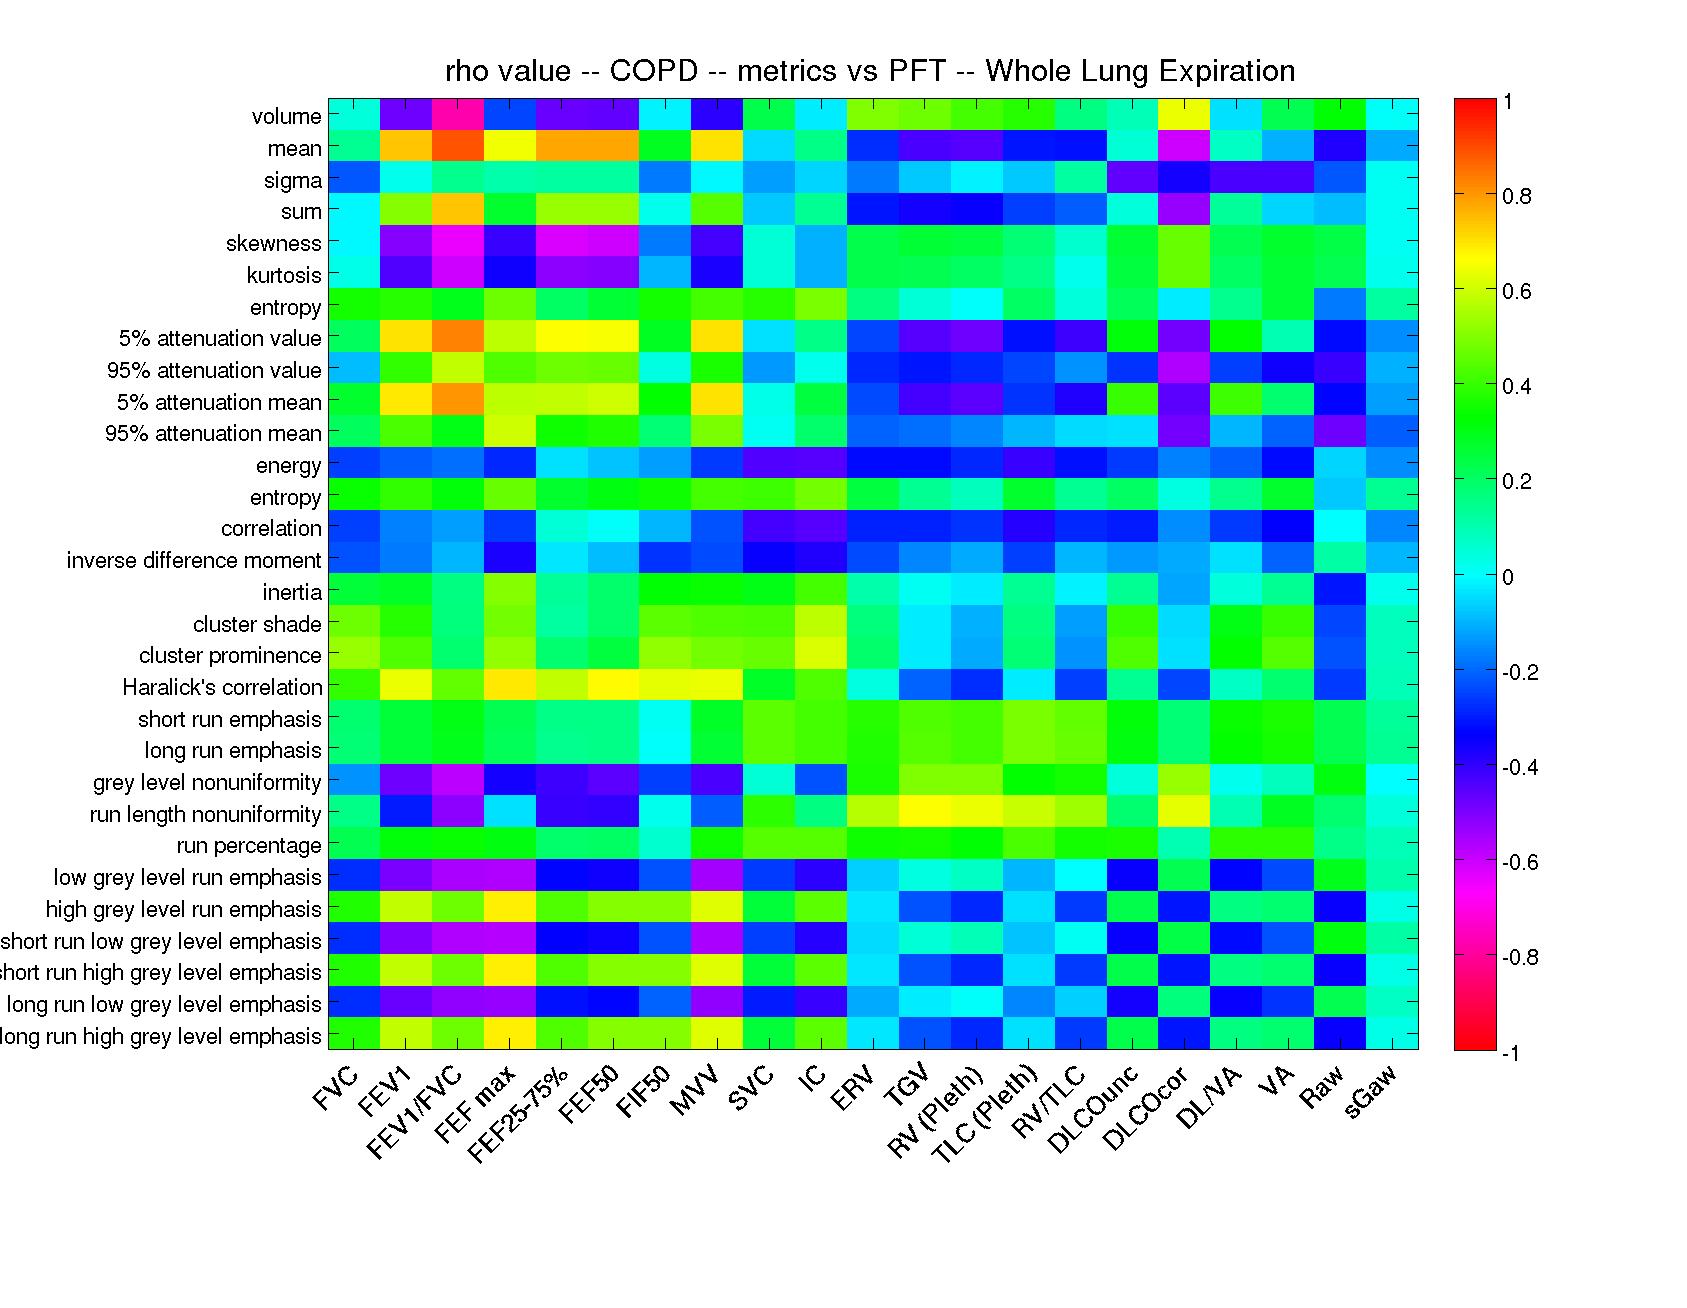 rho value -- COPD -- metrics vs PFT -- Whole Lung Expiration
volume
mean
sigma
sum
skewness
kurtosis
entropy
5% attenuation value
95% attenuation value
5% attenuation mean
95% attenuation mean
energy
entropy
correlation
inverse difference moment
inertia
cluster shade
cluster prominence
Haralick's correlation
short run emphasis
long run emphasis
grey level nonuniformity
run length nonuniformity
run percentage
low grey level run emphasis
high grey level run emphasis
short run low grey level emphasis
short run high grey level emphasis
long run low grey level emphasis
long run high grey level emphasis
FVC
FEV1
FEV1/FVC
FEF max
FEF25-75%
FEF50
FIF50
MVV
SVC
IC
ERV
TGV
RV (Pleth)
TLC (Pleth)
RV/TLC
DLCOunc
DLCOcor
DL/VA
VA
Raw
sGaw
1
0.8
0.6
0.4
0.2
0
-0.2
-0.4
-0.6
-0.8
-1